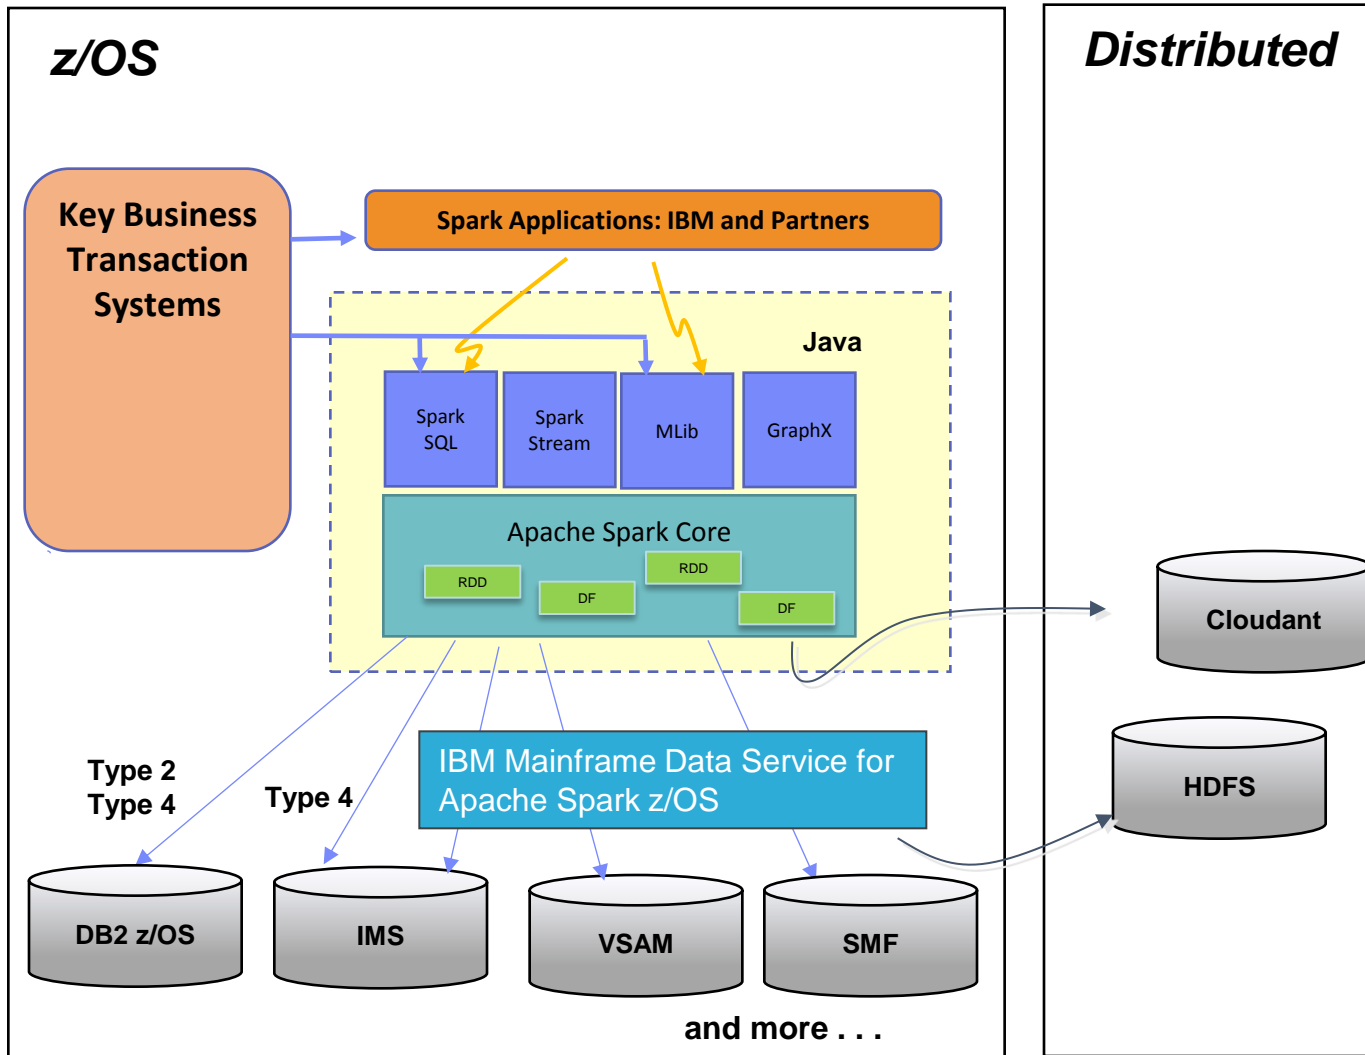 z/OS
Distributed
Key Business
Transaction
Systems
Spark Applications: IBM and Partners
Java
Spark
SQL
Spark
Stream
MLib
GraphX
Apache Spark Core
RDD
DF
RDD
DF
Cloudant
HDFS
IBM Mainframe Data Service for
Apache Spark z/OS
Type 2
Type 4
Type 4
DB2 z/OS
IMS
VSAM
SMF
and more . . .